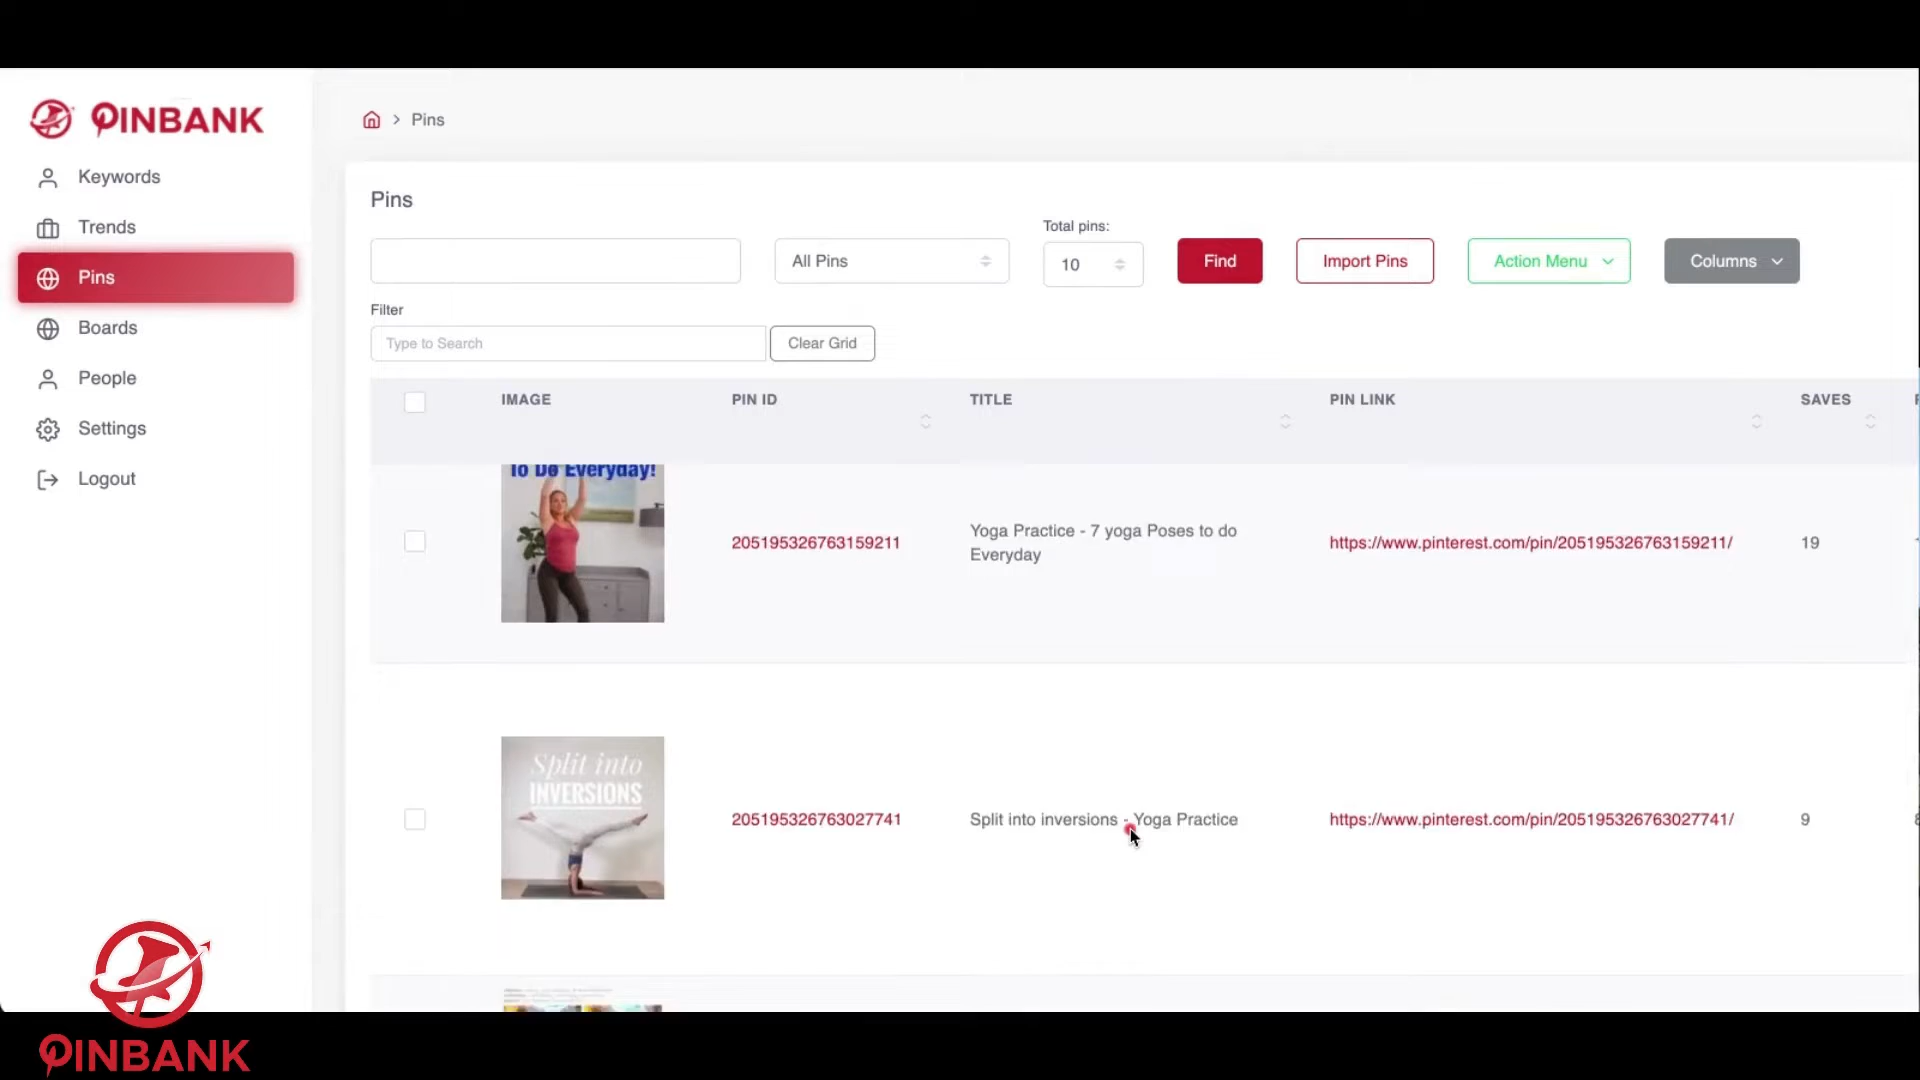 PINBANK
Pins
Keywords
Trends
Pins
Boards
People
Settings
Logout
Pins
Total pins:
All Pins
10
Find
Import Pins
Action Menu
Columns
Filter
Type to Search
Clear Grid
IMAGE
PIN ID
TITLE
PIN LINK
SAVES
To Do Everyday!
205195326763159211
Yoga Practice - 7 yoga Poses to do
Everyday
https://www.pinterest.com/pin/205195326763159211/
19
Split into
INVERSIONS
205195326763027741
Split into inversions - Yoga Practice
https://www.pinterest.com/pin/205195326763027741/
9
PINBANK